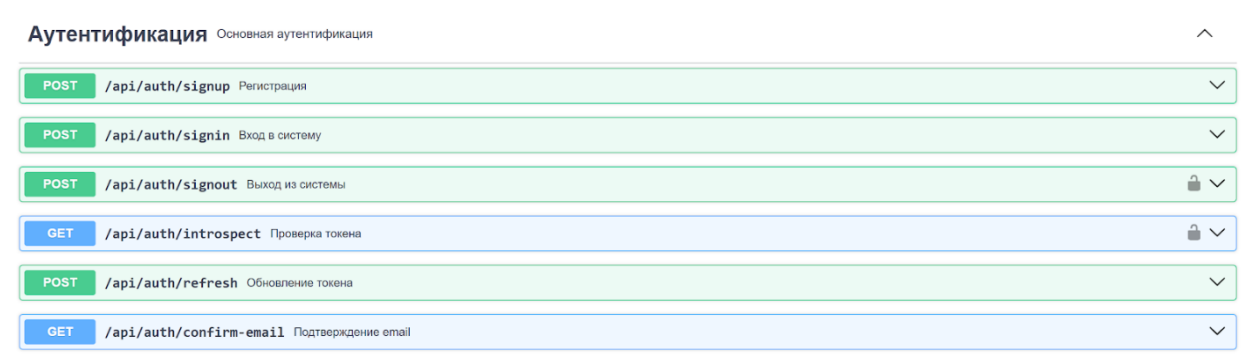 Аутентификация Основная аутентификация
POST /api/auth/signup Регистрация
POST /api/auth/signin Вход в систему
POST /api/auth/signout Выход из системы
GET /api/auth/introspect Проверка токена
POST /api/auth/refresh Обновление токена
GET /api/auth/confirm-email Подтверждение email